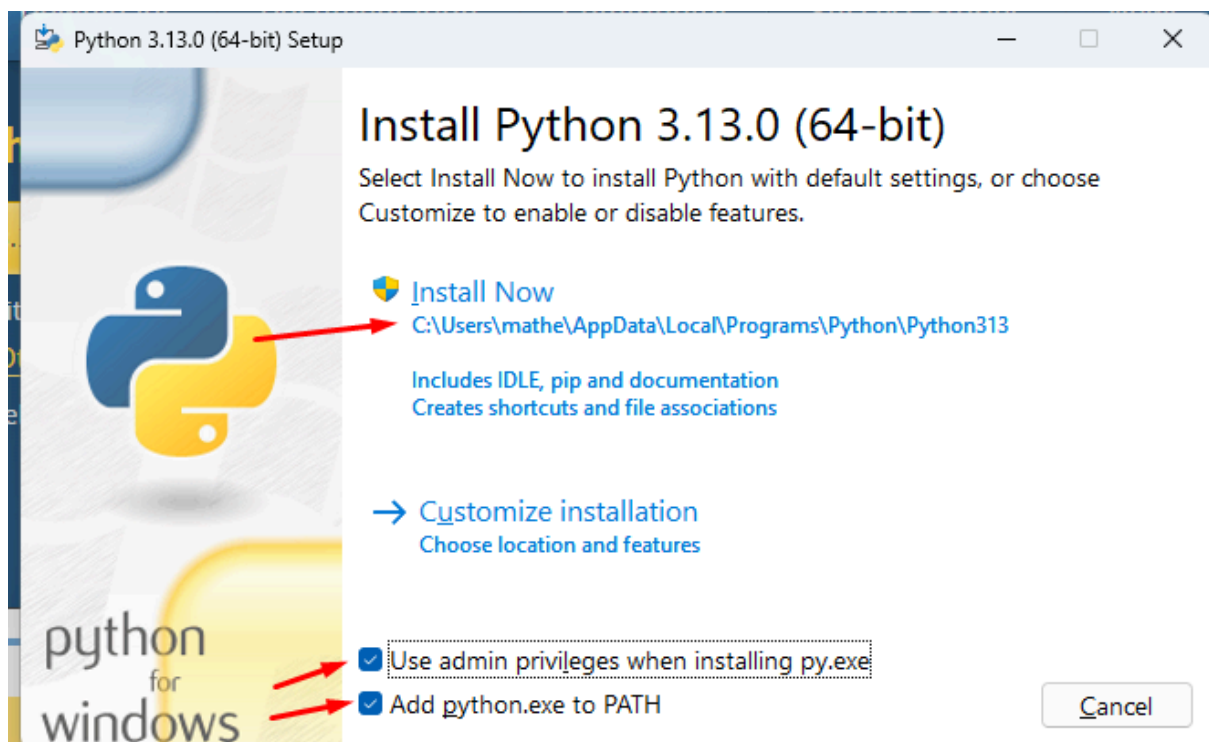 Python 3.13.0 (64-bit) Setup
Install Python 3.13.0 (64-bit)
Select Install Now to install Python with default settings, or choose
Customize to enable or disable features.
Install Now
C:\Users\mathe\AppData\Local\Programs\Python\Python313
Includes IDLE, pip and documentation
Creates shortcuts and file associations
Customize installation
Choose location and features
python
for
windows
Use admin privileges when installing py.exe
Add python.exe to PATH
Cancel